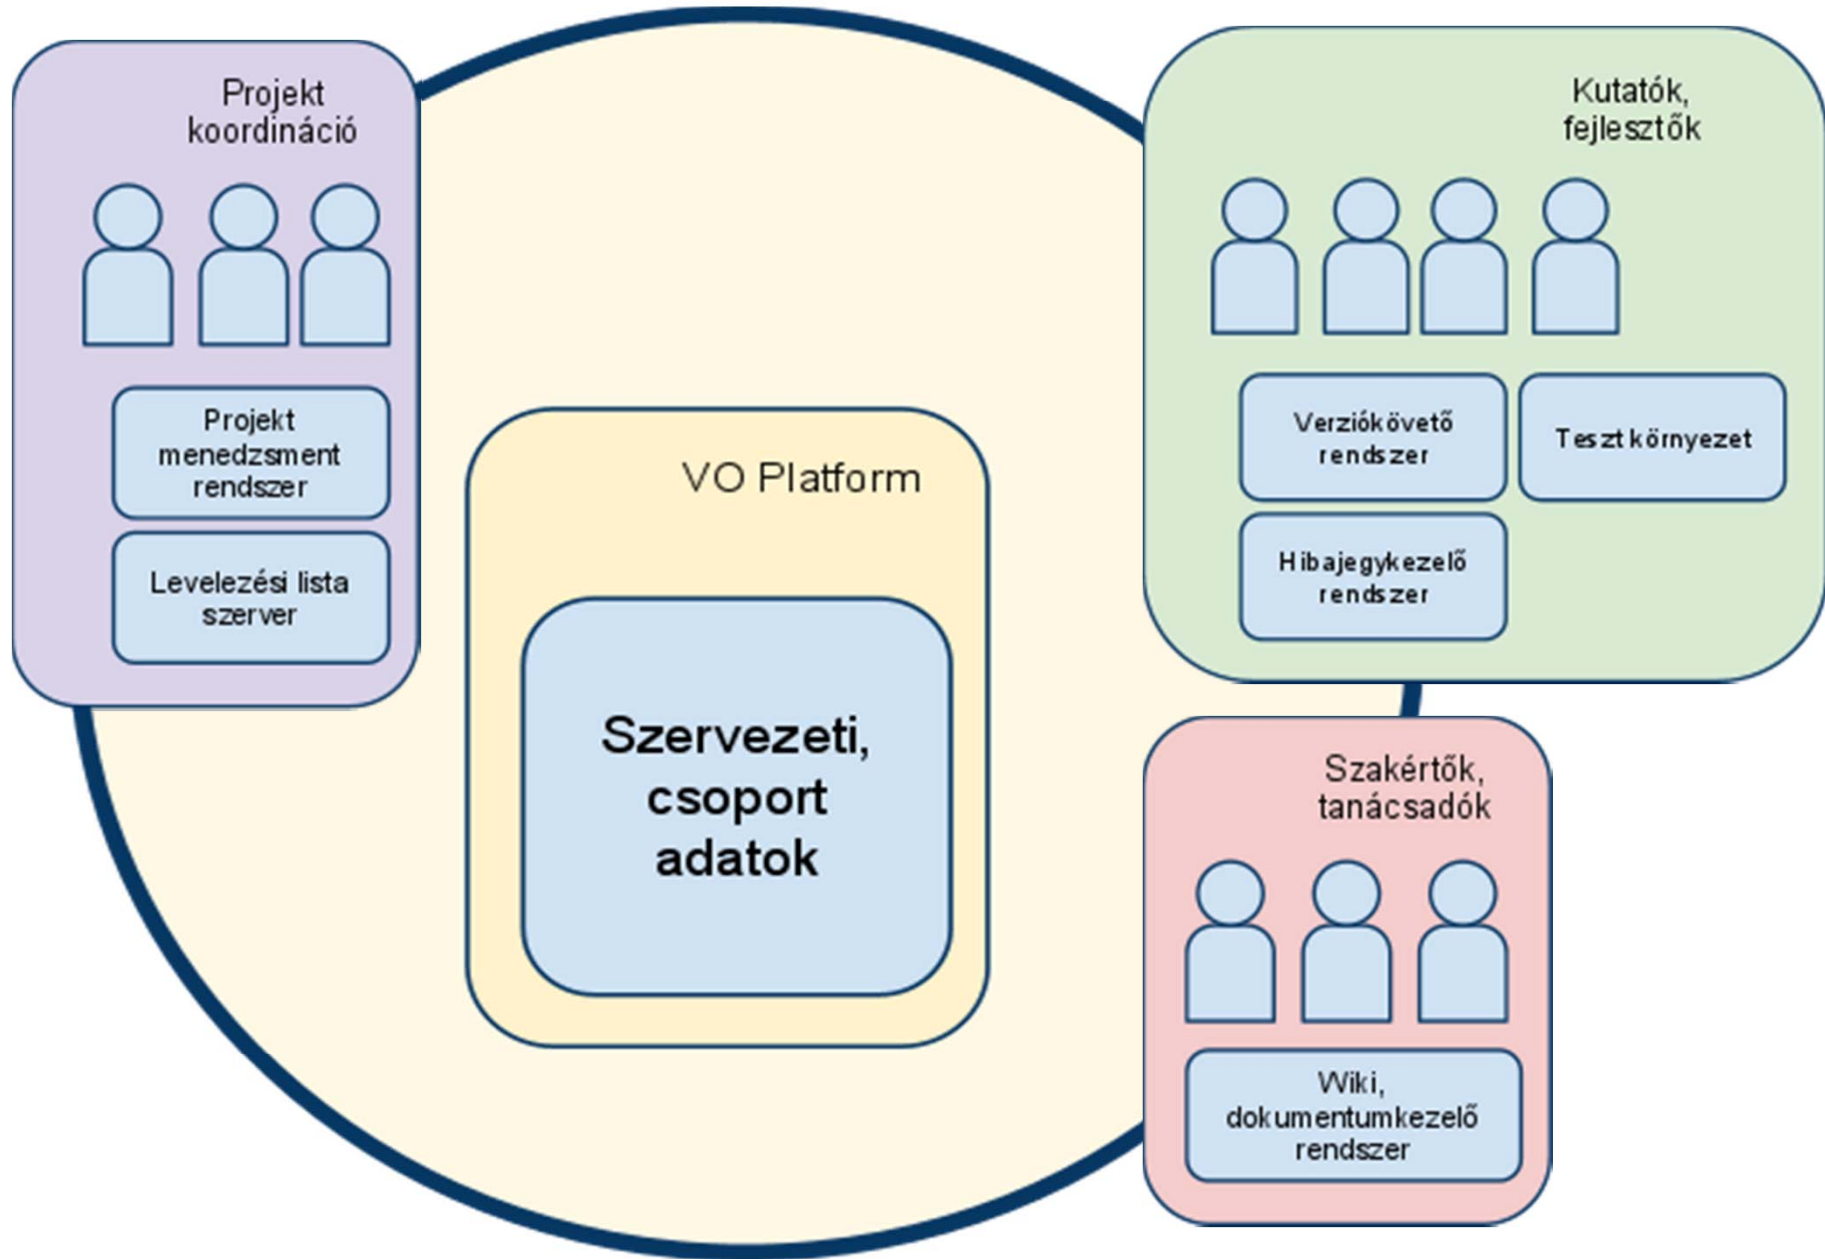 Projekt
koordináció
Projekt
menedzsment
rendszer
Levelezési lista
szerver
VO Platform
Szervezeti,
csoport
adatok
Kutatók,
fejlesztők
Verziókövető
rendszer
Teszt környezet
Hibajegykezelő
rendszer
Szakértők,
tanácsadók
Wiki,
dokumentumkezelő
rendszer